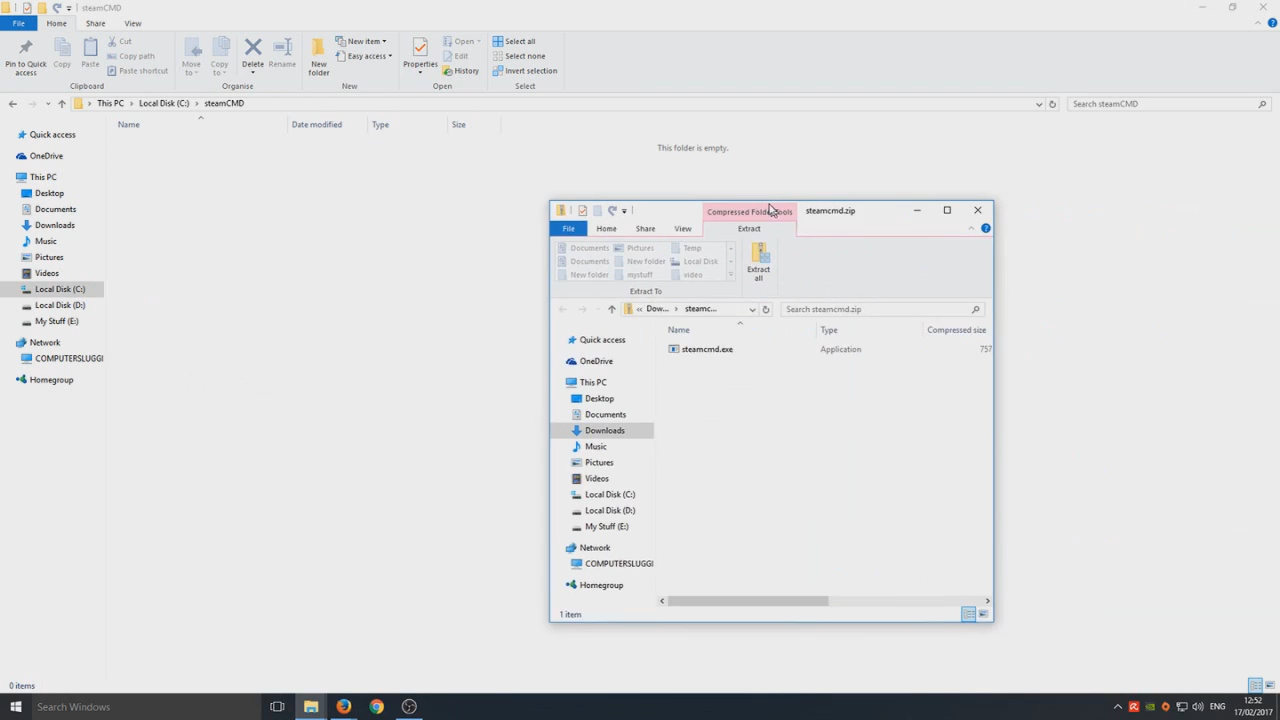 steamCMD
File Home Share View
Pin to Quick access
Copy
Paste
Cut
Copy path
Paste shortcut
Clipboard
Move to
Copy to
Delete
Rename
Organise
New folder
New item
Easy access
New
Properties
Open
Edit
History
Open
Select all
Select none
Invert selection
Select
This PC Local Disk (C:) steamCMD
Search steamCMD
Name Date modified Type Size
This folder is empty.
Quick access
OneDrive
This PC
Desktop
Documents
Downloads
Music
Pictures
Videos
Local Disk (C:)
Local Disk (D:)
My Stuff (E:)
Network
COMPUTERSLUGGI
Homegroup
Compressed Folder Tools steamcmd.zip
File Home Share View Extract
Documents Pictures Temp
Documents New folder Local Disk
New folder mystuff video
Extract To
Extract all
« Dow... steamc...
Search steamcmd.zip
Name Type Compressed size
steamcmd.exe Application 757
Quick access
OneDrive
This PC
Desktop
Documents
Downloads
Music
Pictures
Videos
Local Disk (C:)
Local Disk (D:)
My Stuff (E:)
Network
COMPUTERSLUGGI
Homegroup
1 item
0 items
Search Windows
ENG
12:52
17/02/2017